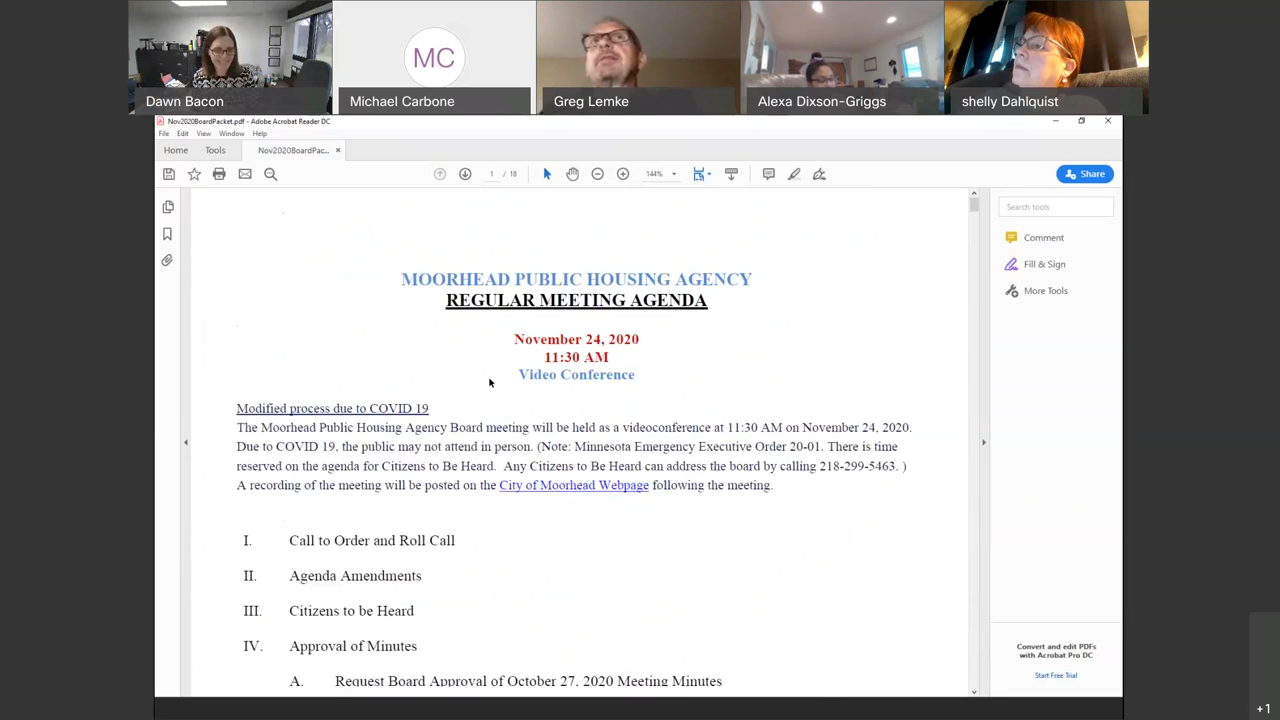 MC
Dawn Bacon
Michael Carbone
Greg Lemke
Alexa Dixson-Griggs
shelly Dahlquist
Nov2020BoardPacket.pdf - Adobe Acrobat Reader DC
File Edit View Window Help
Home Tools Nov2020BoardPac... ×
1 / 18 144% Share
Search tools
Comment
Fill & Sign
More Tools
MOORHEAD PUBLIC HOUSING AGENCY
REGULAR MEETING AGENDA
November 24, 2020
11:30 AM
Video Conference
Modified process due to COVID 19
The Moorhead Public Housing Agency Board meeting will be held as a videoconference at 11:30 AM on November 24, 2020.
Due to COVID 19, the public may not attend in person. (Note: Minnesota Emergency Executive Order 20-01. There is time
reserved on the agenda for Citizens to Be Heard. Any Citizens to Be Heard can address the board by calling 218-299-5463. )
A recording of the meeting will be posted on the City of Moorhead Webpage following the meeting.
I. Call to Order and Roll Call
II. Agenda Amendments
III. Citizens to be Heard
IV. Approval of Minutes
A. Request Board Approval of October 27, 2020 Meeting Minutes
Convert and edit PDFs
with Acrobat Pro DC
Start Free Trial
+1